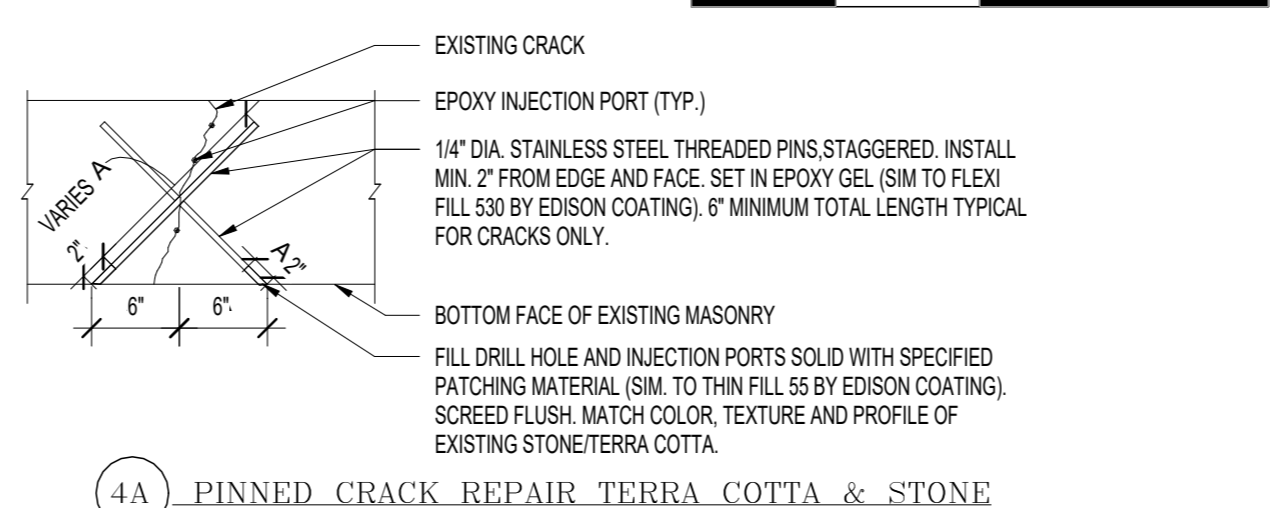 EXISTING CRACK
EPOXY INJECTION PORT (TYP.)
1/4" DIA. STAINLESS STEEL THREADED PINS,STAGGERED. INSTALL
MIN. 2" FROM EDGE AND FACE. SET IN EPOXY GEL (SIM TO FLEXI
FILL 530 BY EDISON COATING). 6" MINIMUM TOTAL LENGTH TYPICAL
FOR CRACKS ONLY.
VARIES A
2"
A 2"
6" 6"
BOTTOM FACE OF EXISTING MASONRY
FILL DRILL HOLE AND INJECTION PORTS SOLID WITH SPECIFIED
PATCHING MATERIAL (SIM. TO THIN FILL 55 BY EDISON COATING).
SCREED FLUSH. MATCH COLOR, TEXTURE AND PROFILE OF
EXISTING STONE/TERRA COTTA.
4A PINNED CRACK REPAIR TERRA COTTA & STONE